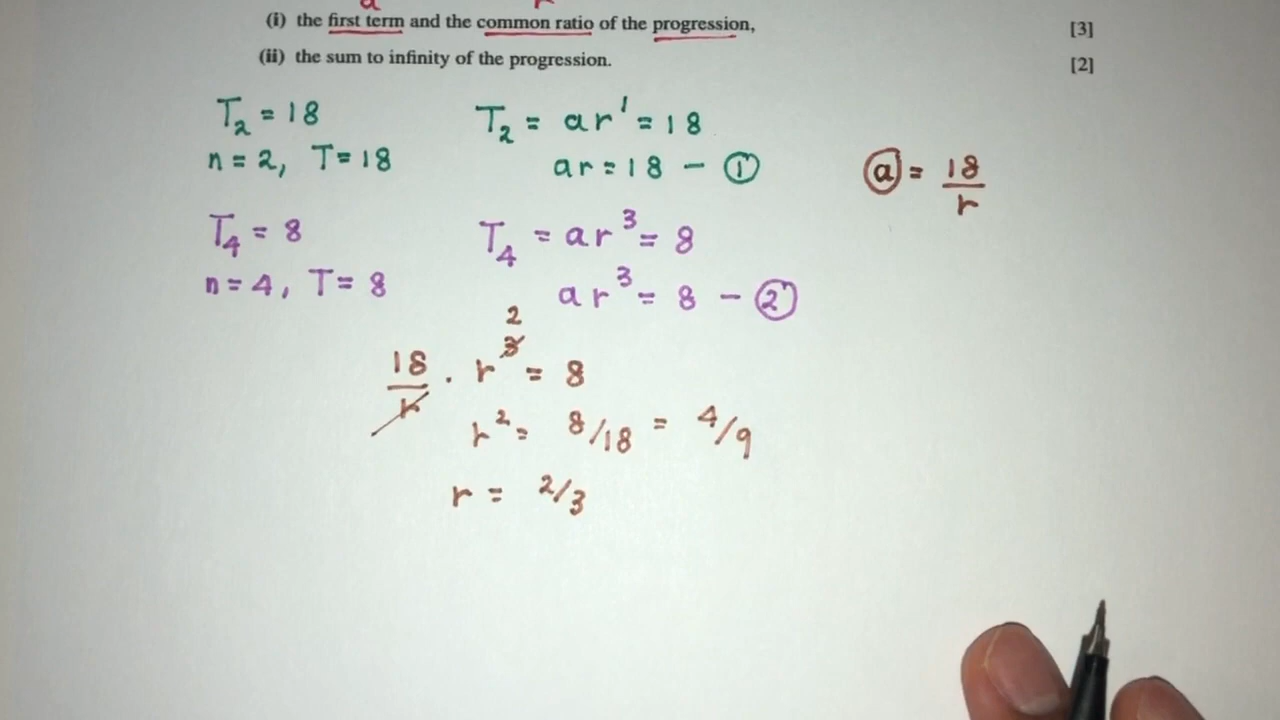 a r
(i) the first term and the common ratio of the progression, [3]
(ii) the sum to infinity of the progression. [2]
T₂ = 18
n = 2, T = 18
T₂ = ar¹ = 18
ar = 18 - ①
a = 18/r
T₄ = 8
n = 4, T = 8
T₄ = ar³ = 8
ar³ = 8 - ②
2
18/r . r³ = 8
r² = 8/18 = 4/9
r = 2/3